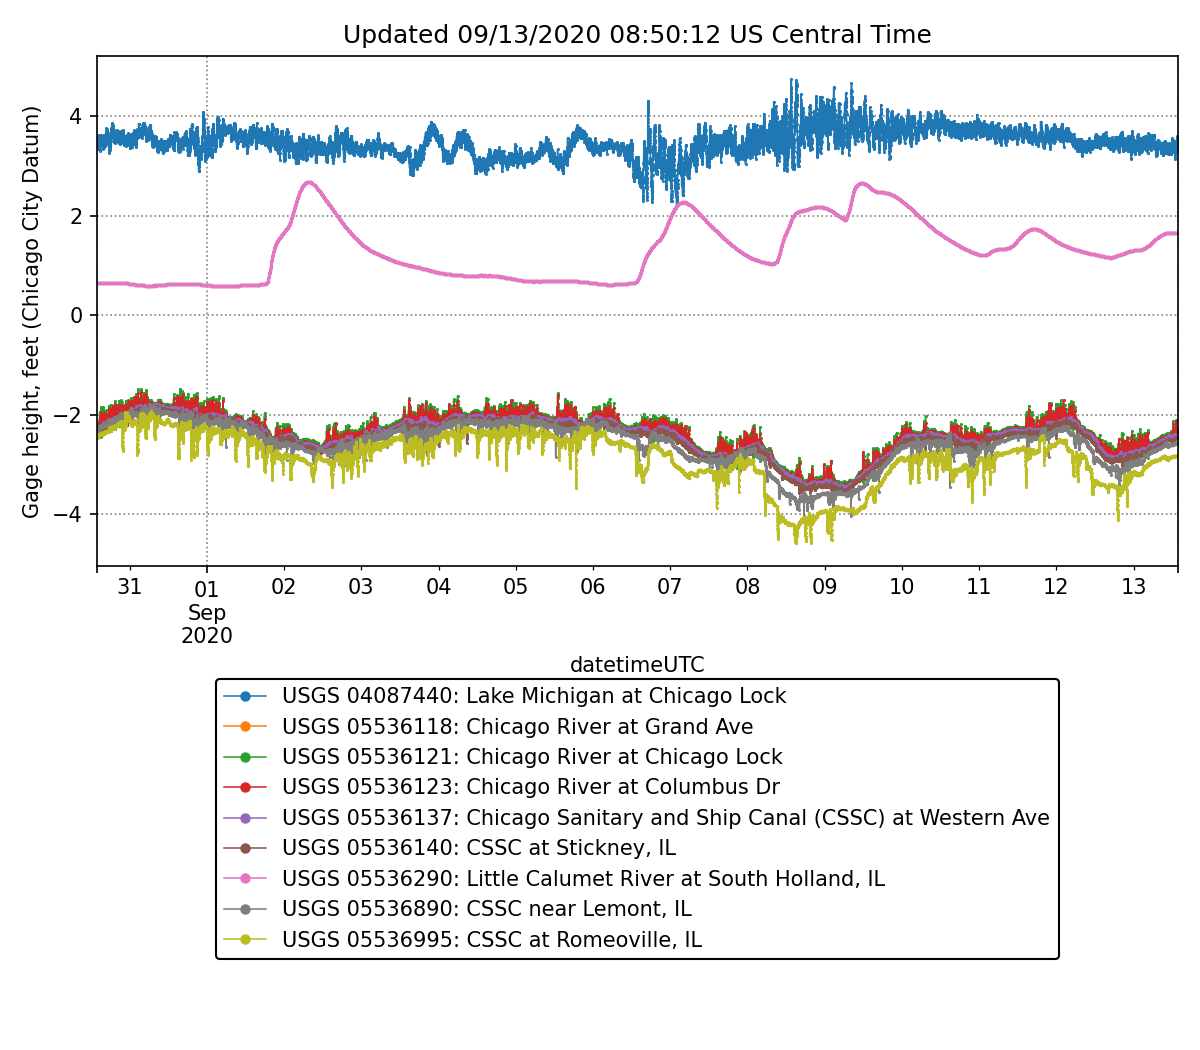 Updated 09/13/2020 08:50:12 US Central Time
Gage height, feet (Chicago City Datum)
4
2
0
−2
−4
31
01
Sep
2020
02
03
04
05
06
07
08
09
10
11
12
13
datetimeUTC
USGS 04087440: Lake Michigan at Chicago Lock
USGS 05536118: Chicago River at Grand Ave
USGS 05536121: Chicago River at Chicago Lock
USGS 05536123: Chicago River at Columbus Dr
USGS 05536137: Chicago Sanitary and Ship Canal (CSSC) at Western Ave
USGS 05536140: CSSC at Stickney, IL
USGS 05536290: Little Calumet River at South Holland, IL
USGS 05536890: CSSC near Lemont, IL
USGS 05536995: CSSC at Romeoville, IL